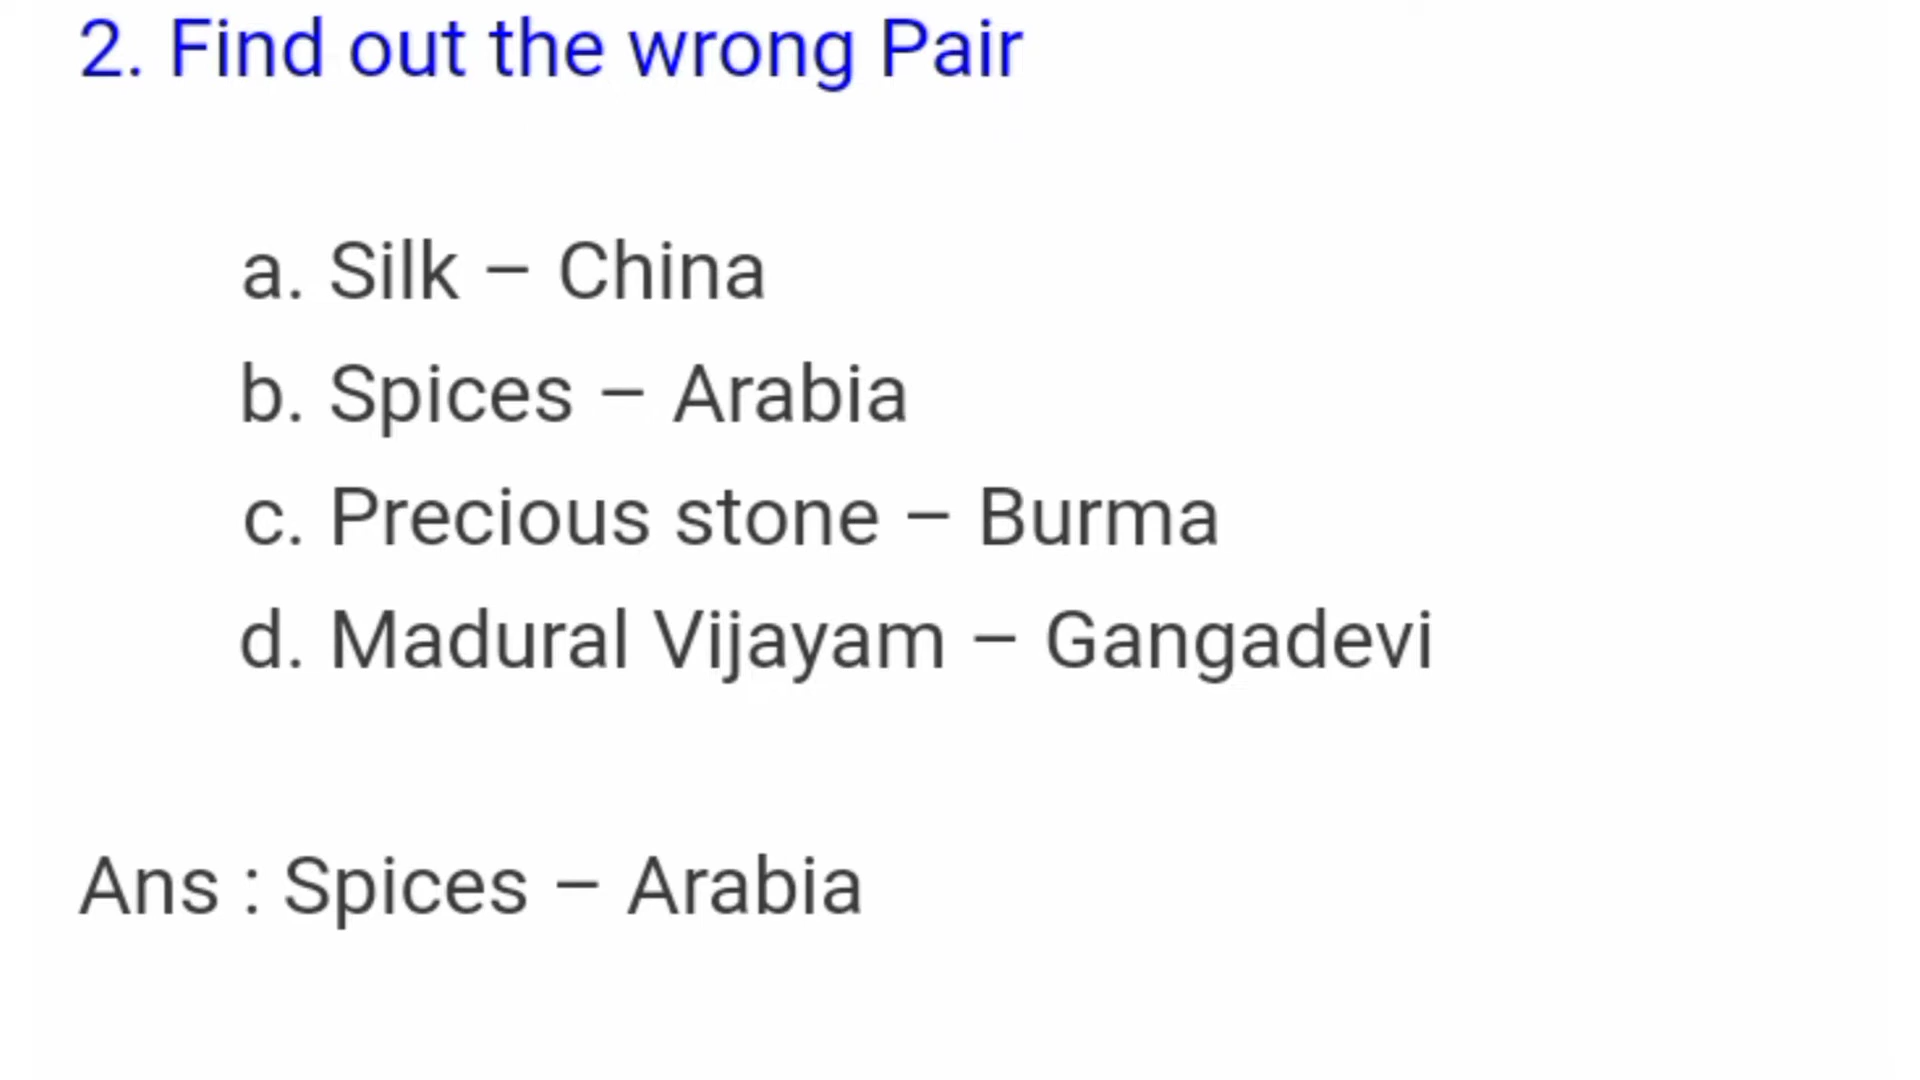 2. Find out the wrong Pair
a. Silk – China
b. Spices – Arabia
c. Precious stone – Burma
d. Madural Vijayam – Gangadevi
Ans : Spices – Arabia